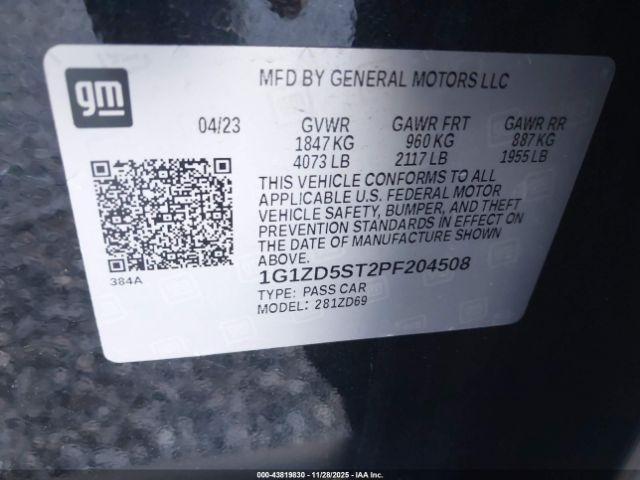 gm
MFD BY GENERAL MOTORS LLC
04/23 GVWR GAWR FRT GAWR RR
1847 KG 960 KG 887 KG
4073 LB 2117 LB 1955 LB
THIS VEHICLE CONFORMS TO ALL
APPLICABLE U.S. FEDERAL MOTOR
VEHICLE SAFETY, BUMPER, AND THEFT
PREVENTION STANDARDS IN EFFECT ON
THE DATE OF MANUFACTURE SHOWN
ABOVE.
384A
1G1ZD5ST2PF204508
TYPE: PASS CAR
MODEL: 281ZD69
000-43819830 - 11/28/2025 - IAA Inc.